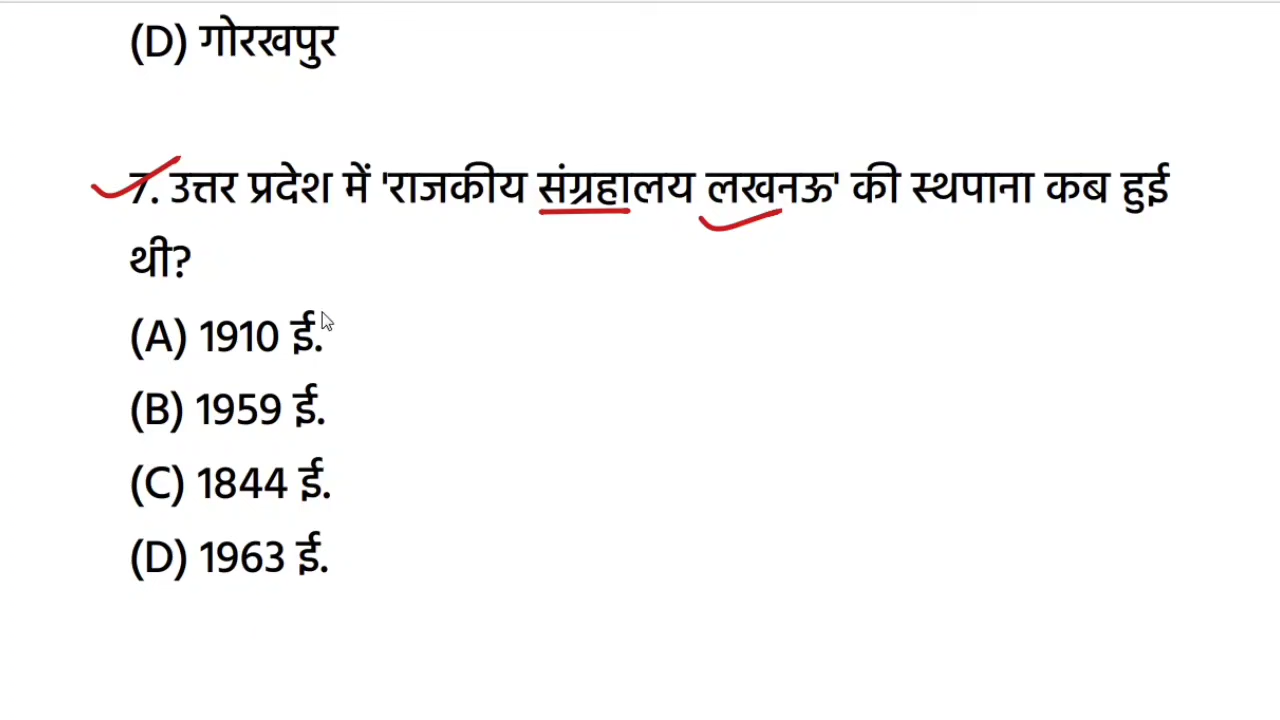 (D) गोरखपुर
7. उत्तर प्रदेश में 'राजकीय संग्रहालय लखनऊ' की स्थपाना कब हुई
थी?
(A) 1910 ई.
(B) 1959 ई.
(C) 1844 ई.
(D) 1963 ई.